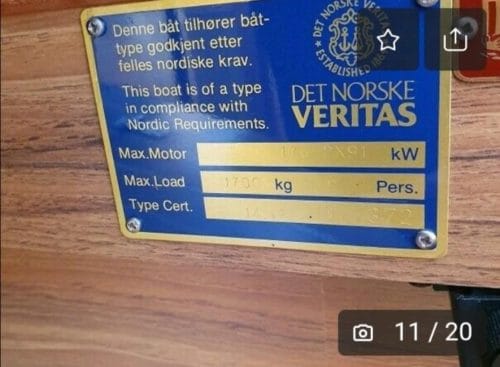 Denne båt tilhører båt-
type godkjent etter
felles nordiske krav.
This boat is of a type
in compliance with
Nordic Requirements.
DET NORSKE VERITAS
ESTABLISHED
DET NORSKE
VERITAS
Max.Motor kW
Max.Load 1700 kg Pers.
Type Cert.
11 / 20